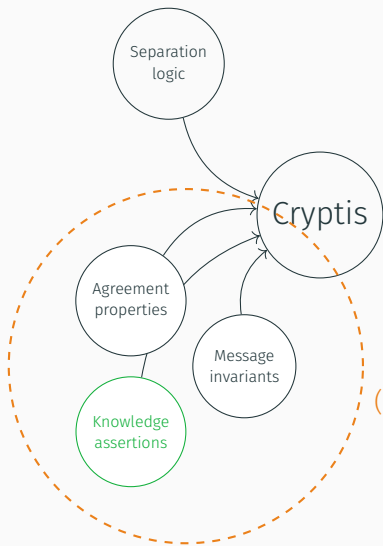 Separation
logic
Cryptis
Agreement
properties
Message
invariants
Knowledge
assertions
(